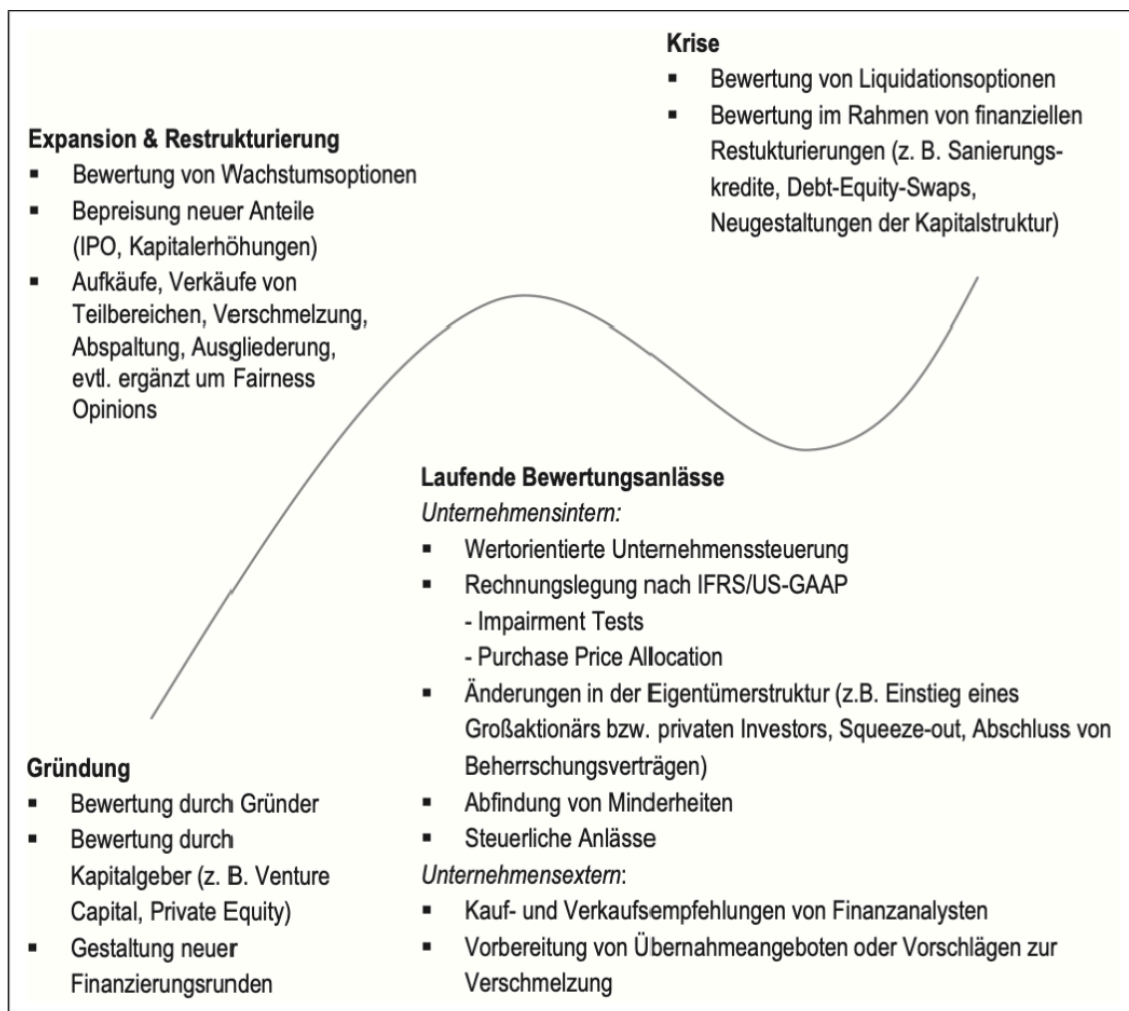 Krise
▪ Bewertung von Liquidationsoptionen
▪ Bewertung im Rahmen von finanziellen
Restukturierungen (z. B. Sanierungs-
kredite, Debt-Equity-Swaps,
Neugestaltungen der Kapitalstruktur)
Expansion & Restrukturierung
▪ Bewertung von Wachstumsoptionen
▪ Bepreisung neuer Anteile
(IPO, Kapitalerhöhungen)
▪ Aufkäufe, Verkäufe von
Teilbereichen, Verschmelzung,
Abspaltung, Ausgliederung,
evtl. ergänzt um Fairness
Opinions
Laufende Bewertungsanlässe
Unternehmensintern:
▪ Wertorientierte Unternehmenssteuerung
▪ Rechnungslegung nach IFRS/US-GAAP
- Impairment Tests
- Purchase Price Allocation
▪ Änderungen in der Eigentümerstruktur (z.B. Einstieg eines
Großaktionärs bzw. privaten Investors, Squeeze-out, Abschluss von
Beherrschungsverträgen)
▪ Abfindung von Minderheiten
▪ Steuerliche Anlässe
Unternehmensextern:
▪ Kauf- und Verkaufsempfehlungen von Finanzanalysten
▪ Vorbereitung von Übernahmeangeboten oder Vorschlägen zur
Verschmelzung
Gründung
▪ Bewertung durch Gründer
▪ Bewertung durch
Kapitalgeber (z. B. Venture
Capital, Private Equity)
▪ Gestaltung neuer
Finanzierungsrunden